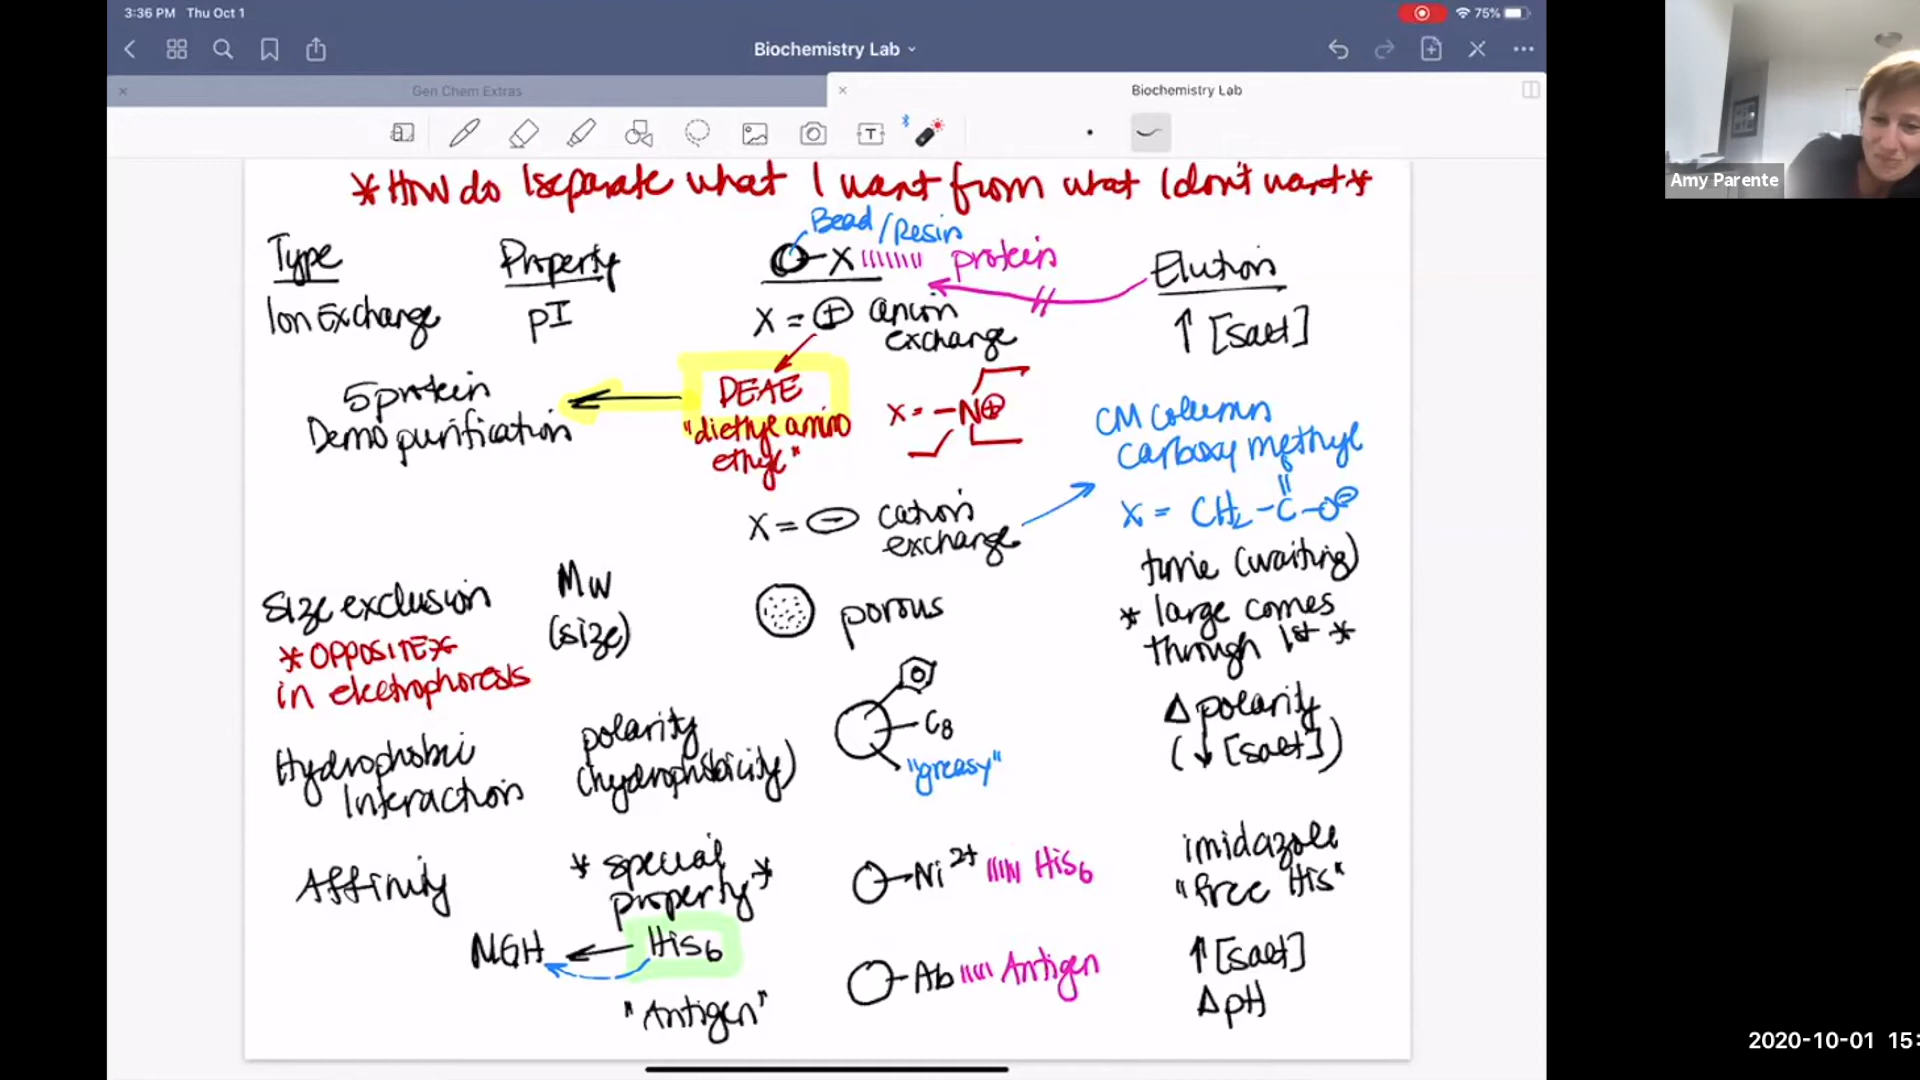 3:36 PM Thu Oct 1
75%
Biochemistry Lab
Gen Chem Extras
Biochemistry Lab
T
Amy Parente
*How do I separate what I want from what I don't want*
Type
Property
Bead/Resin
X
protein
Elution
Ion Exchange
pI
X = + anion
exchange
↑ [salt]
5 protein
Demo purification
DEAE
"diethyl amino
ethyl"
X = -N+
CM column
carboxy methyl
X = - cation
exchange
X = CH2-C-O-
Size exclusion
*OPPOSITE*
in electrophoresis
MW
(size)
porous
time (waiting)
* large comes
through 1st *
Hydrophobic
Interaction
polarity
(hydrophobicity)
C8
"greasy"
Δ polarity
(↓ [salt])
Affinity
* special
property *
Ni2+
His6
imidazole
"free His"
MGH
His6
"Antigen"
Ab
Antigen
↑ [salt]
Δ pH
2020-10-01 15: